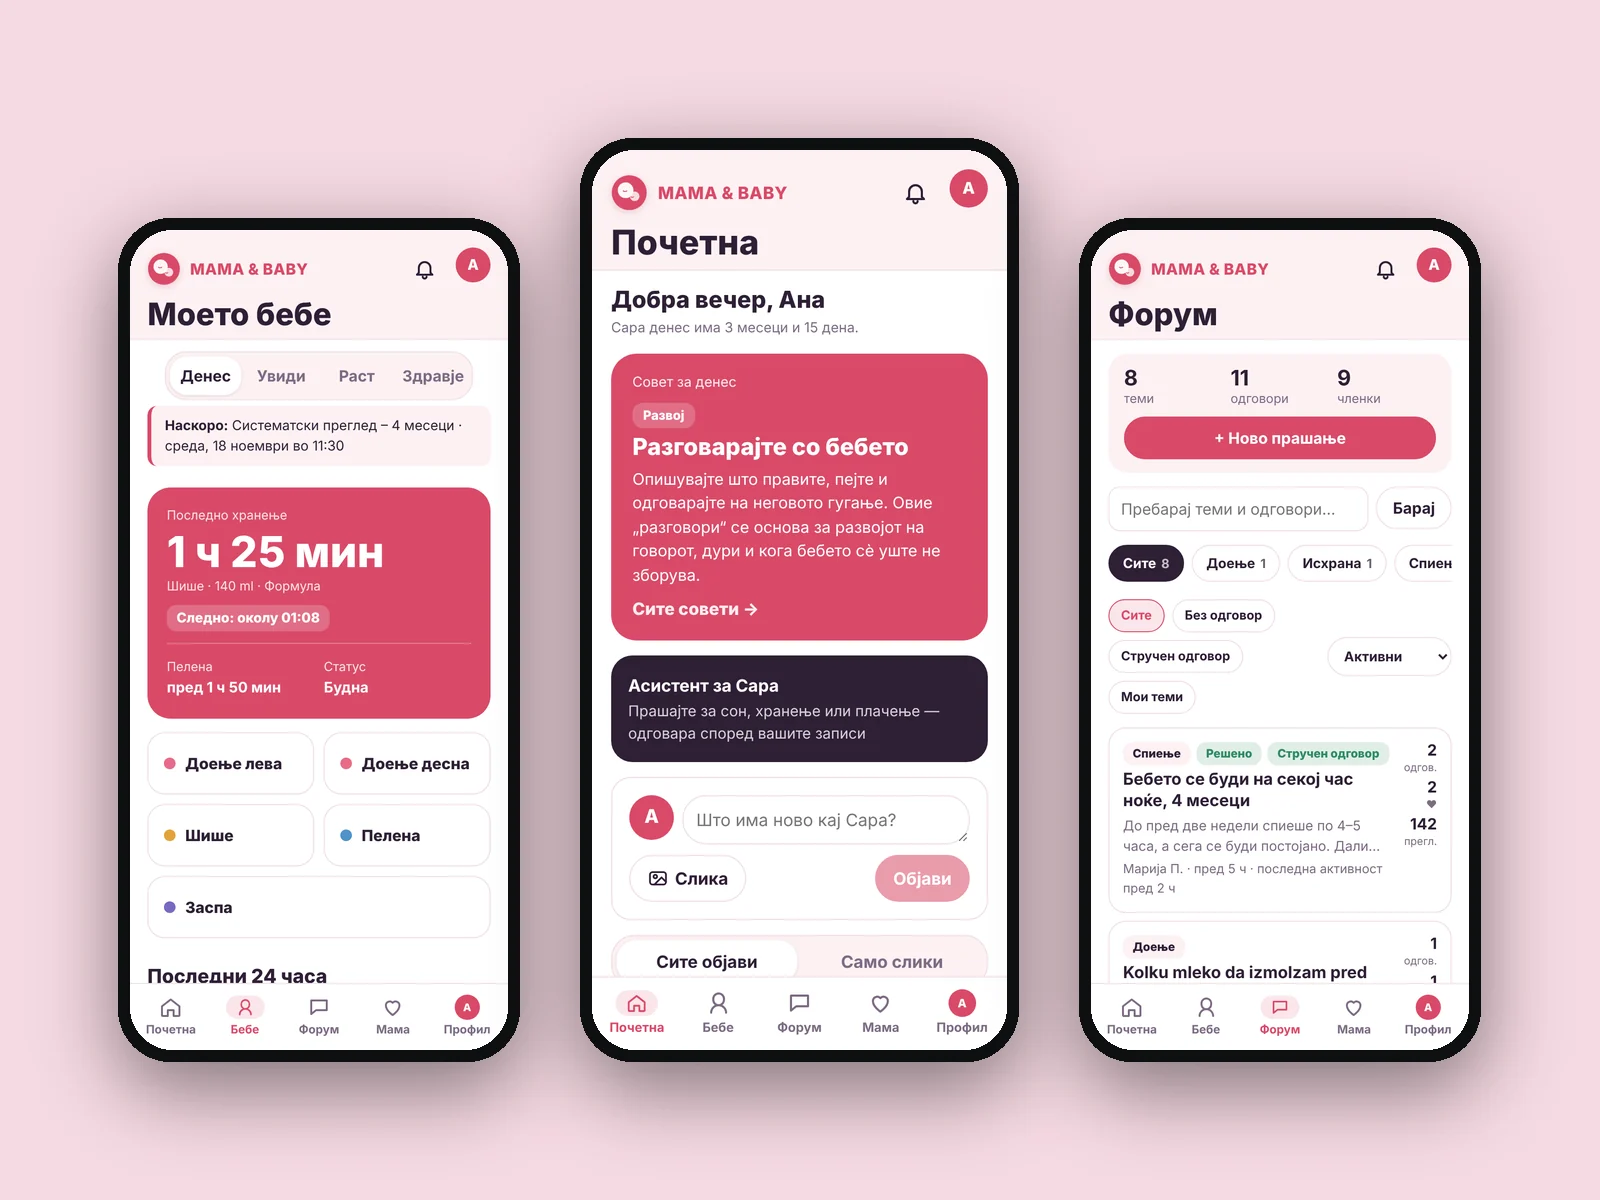 MAMA & BABY
A
Моето бебе
Денес
Увиди
Раст
Здравје
Наскоро: Систематски преглед – 4 месеци ·
среда, 18 ноември во 11:30
Последно хранење
1 ч 25 мин
Шише · 140 ml · Формула
Следно: околу 01:08
Пелена
Статус
пред 1 ч 50 мин
Будна
Доење лева
Доење десна
Шише
Пелена
Заспа
Последни 24 часа
A
Почетна
Бебе
Форум
Мама
Профил
MAMA & BABY
A
Почетна
Добра вечер, Ана
Сара денес има 3 месеци и 15 дена.
Совет за денес
Развој
Разговарајте со бебето
Опишувајте што правите, пејте и
одговарајте на неговото гугање. Овие
„разговори“ се основа за развојот на
говорот, дури и кога бебето сѐ уште не
зборува.
Сите совети →
Асистент за Сара
Прашајте за сон, хранење или плачење —
одговара според вашите записи
A
Што има ново кај Сара?
Слика
Објави
Сите објави
Само слики
A
Почетна
Бебе
Форум
Мама
Профил
MAMA & BABY
A
Форум
8
11
9
теми
одговори
членки
+ Ново прашање
Пребарај теми и одговори...
Барај
Сите 8
Доење 1
Исхрана 1
Спиен
Сите
Без одговор
Стручен одговор
Активни
Мои теми
Спиење
Решено
Стручен одговор
Бебето се буди на секој час
ноќе, 4 месеци
До пред две недели спиеше по 4–5
часа, а сега се буди постојано. Дали...
Марија П. · пред 5 ч · последна активност
пред 2 ч
2
одгов.
2
♥
142
прегл.
Доење
Kolku mleko da izmolzam pred
1
одгов.
1
A
Почетна
Бебе
Форум
Мама
Профил